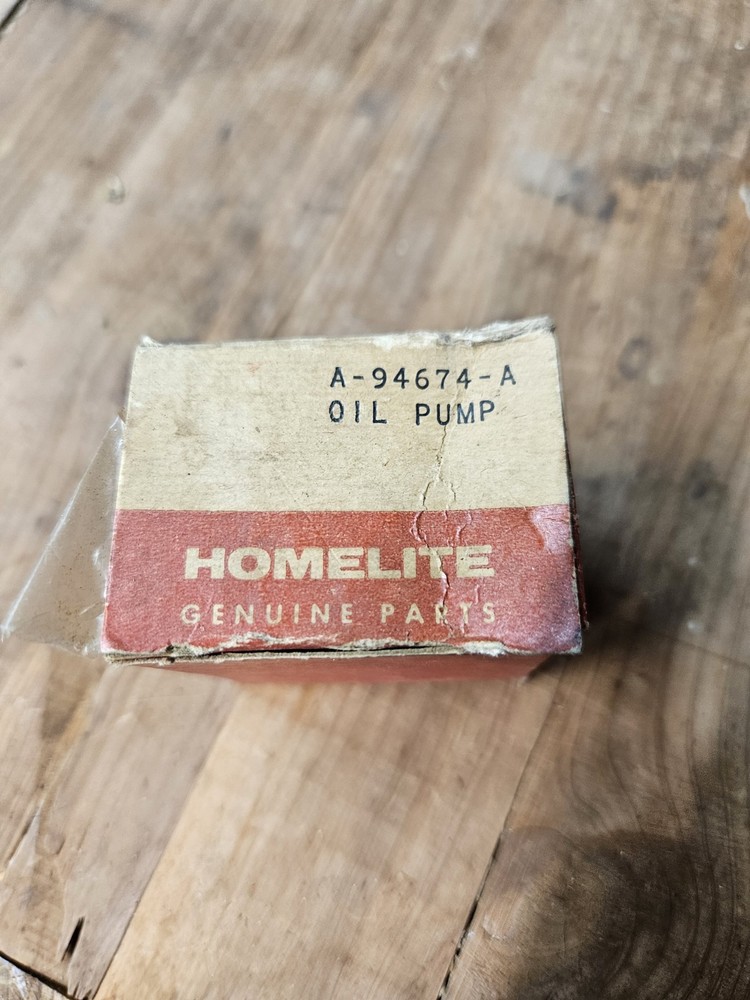 A-94674-A
OIL PUMP
HOMELITE
GENUINE PARTS